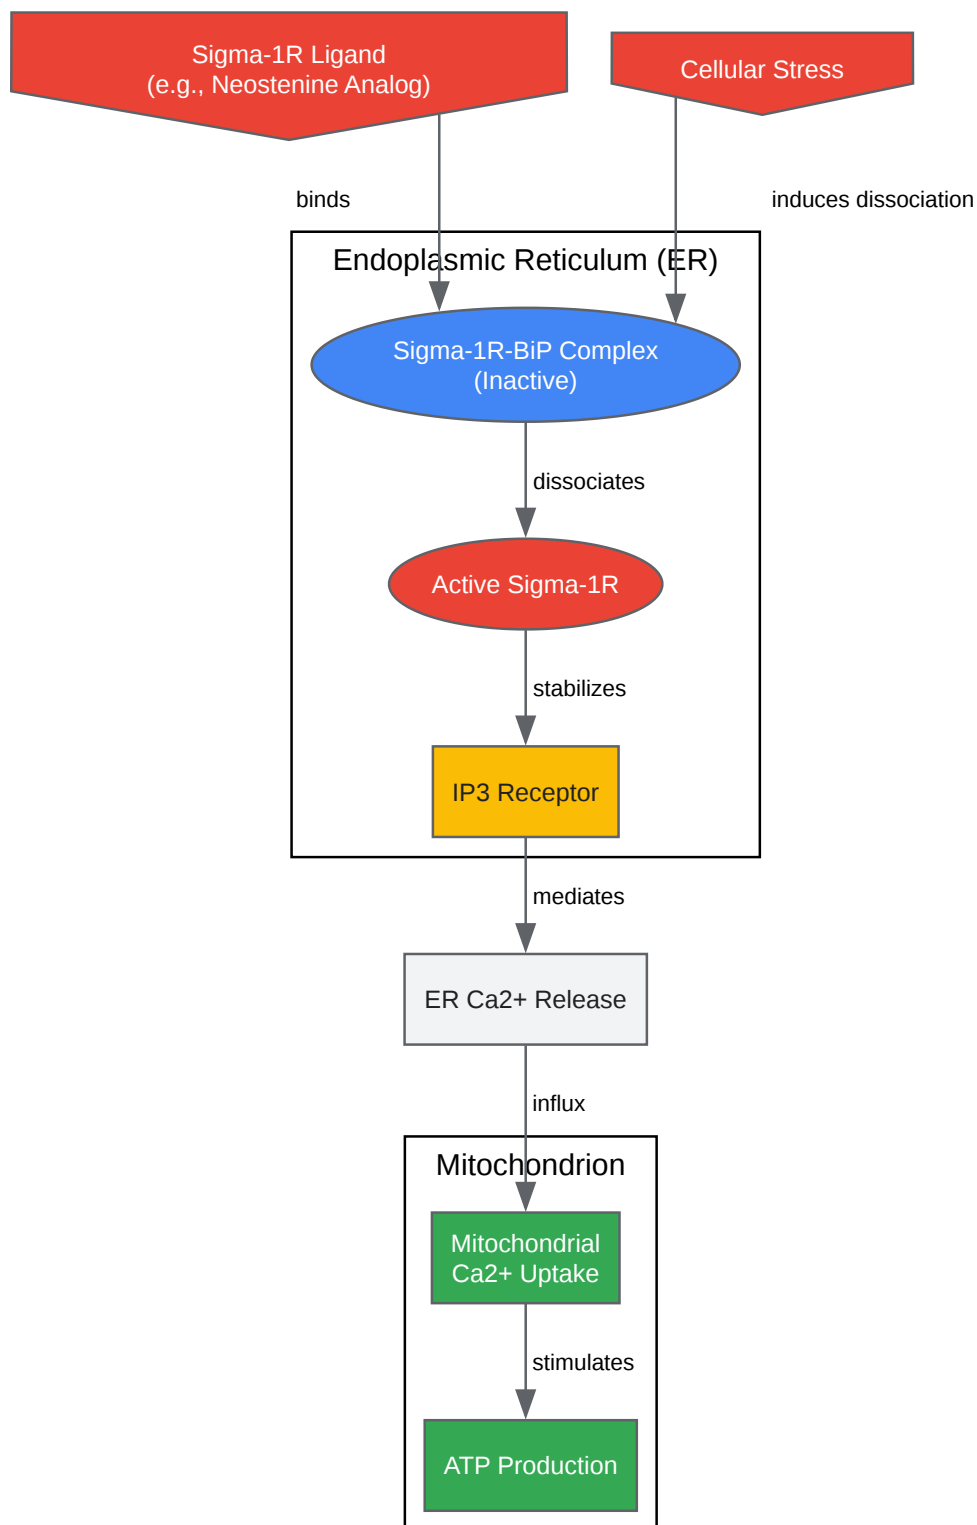 Sigma-1R Ligand
(e.g., Neostenine Analog)
Cellular Stress
binds
induces dissociation
Endoplasmic Reticulum (ER)
Sigma-1R-BiP Complex
(Inactive)
dissociates
Active Sigma-1R
stabilizes
IP3 Receptor
mediates
ER Ca2+ Release
influx
Mitochondrion
Mitochondrial
Ca2+ Uptake
stimulates
ATP Production